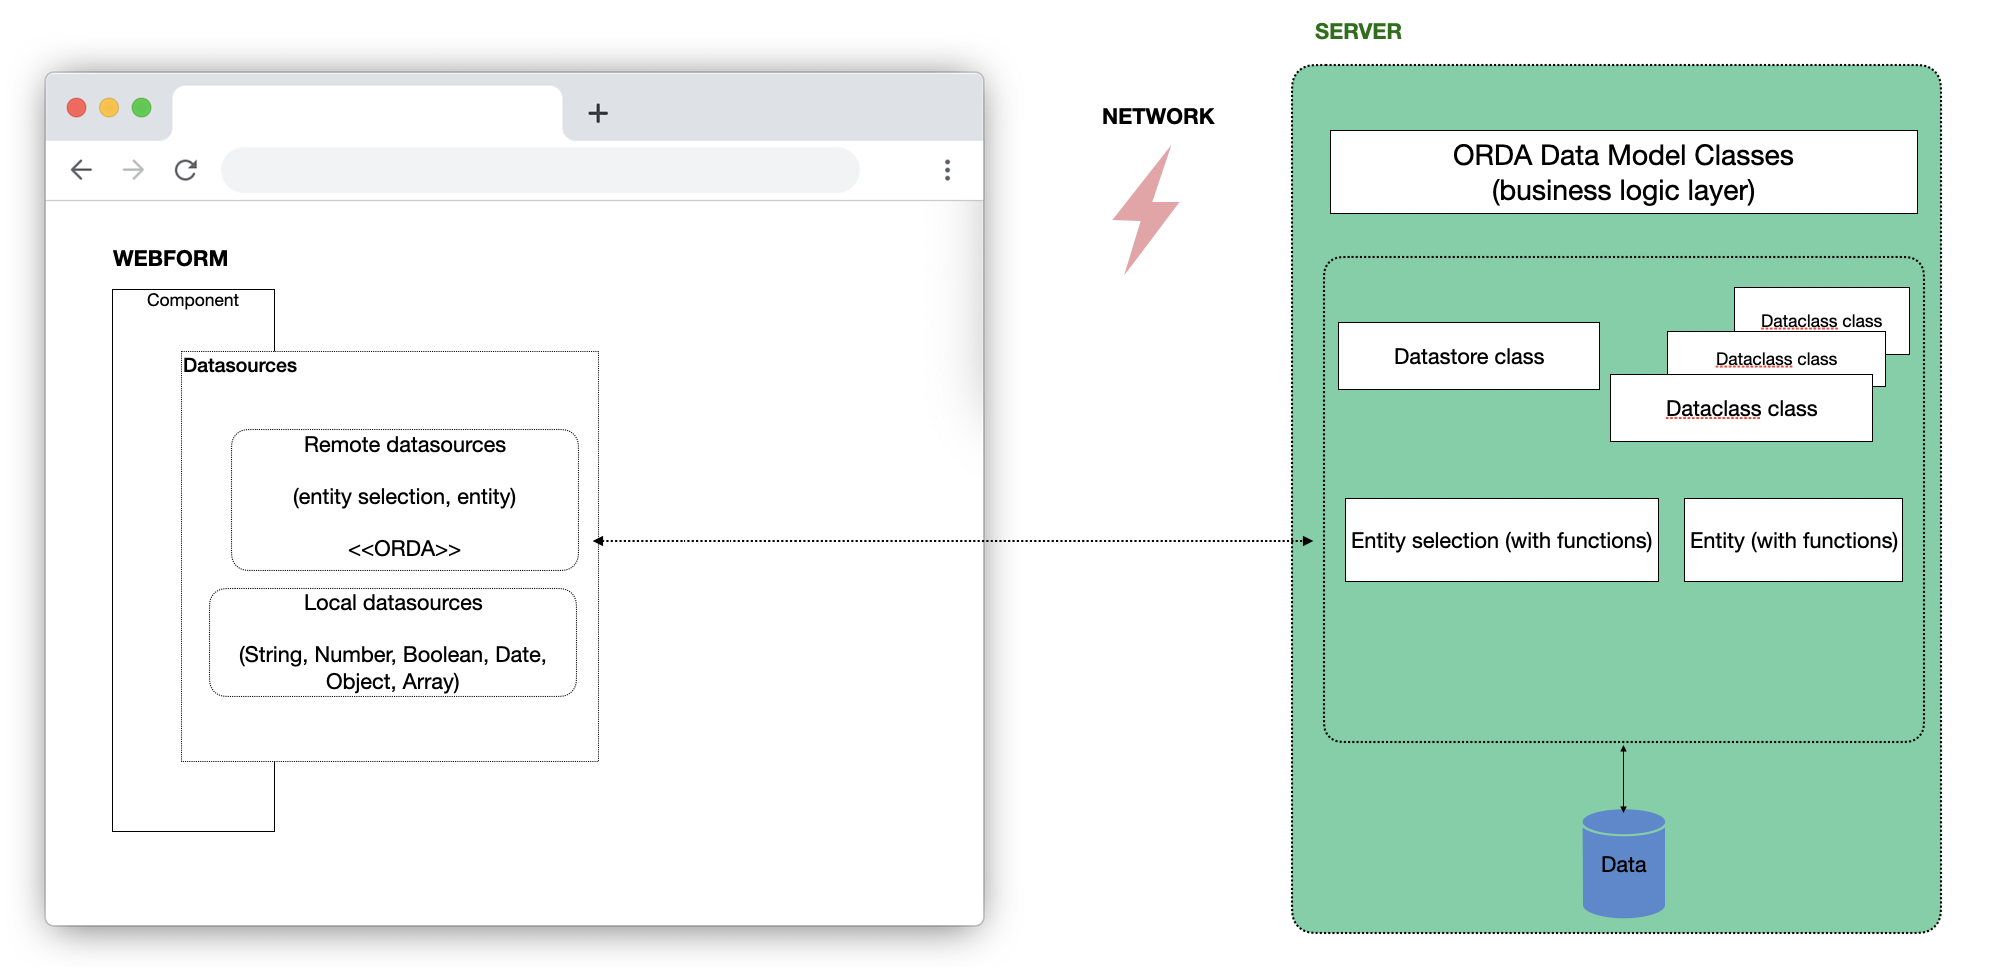 SERVER
NETWORK
WEBFORM
Component
Datasources
Remote datasources
(entity selection, entity)
<<ORDA>>
Local datasources
(String, Number, Boolean, Date,
Object, Array)
ORDA Data Model Classes
(business logic layer)
Datastore class
Dataclass class
Dataclass class
Dataclass class
Entity selection (with functions)
Entity (with functions)
Data